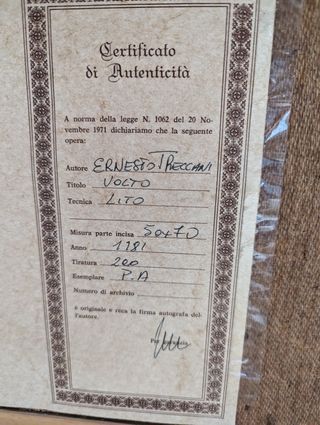 Certificato
di Autenticità
A norma della legge N. 1062 del 20 No-
vembre 1971 dichiariamo che la seguente
opera:
Autore ERNESTO TRECCANI
Titolo VOLTO
Tecnica LITO
Misura parte incisa 50x70
Anno 1981
Tiratura 200
Esemplare P.A
Numero di archivio
è originale e reca la firma autografa del-
l'autore.
Per